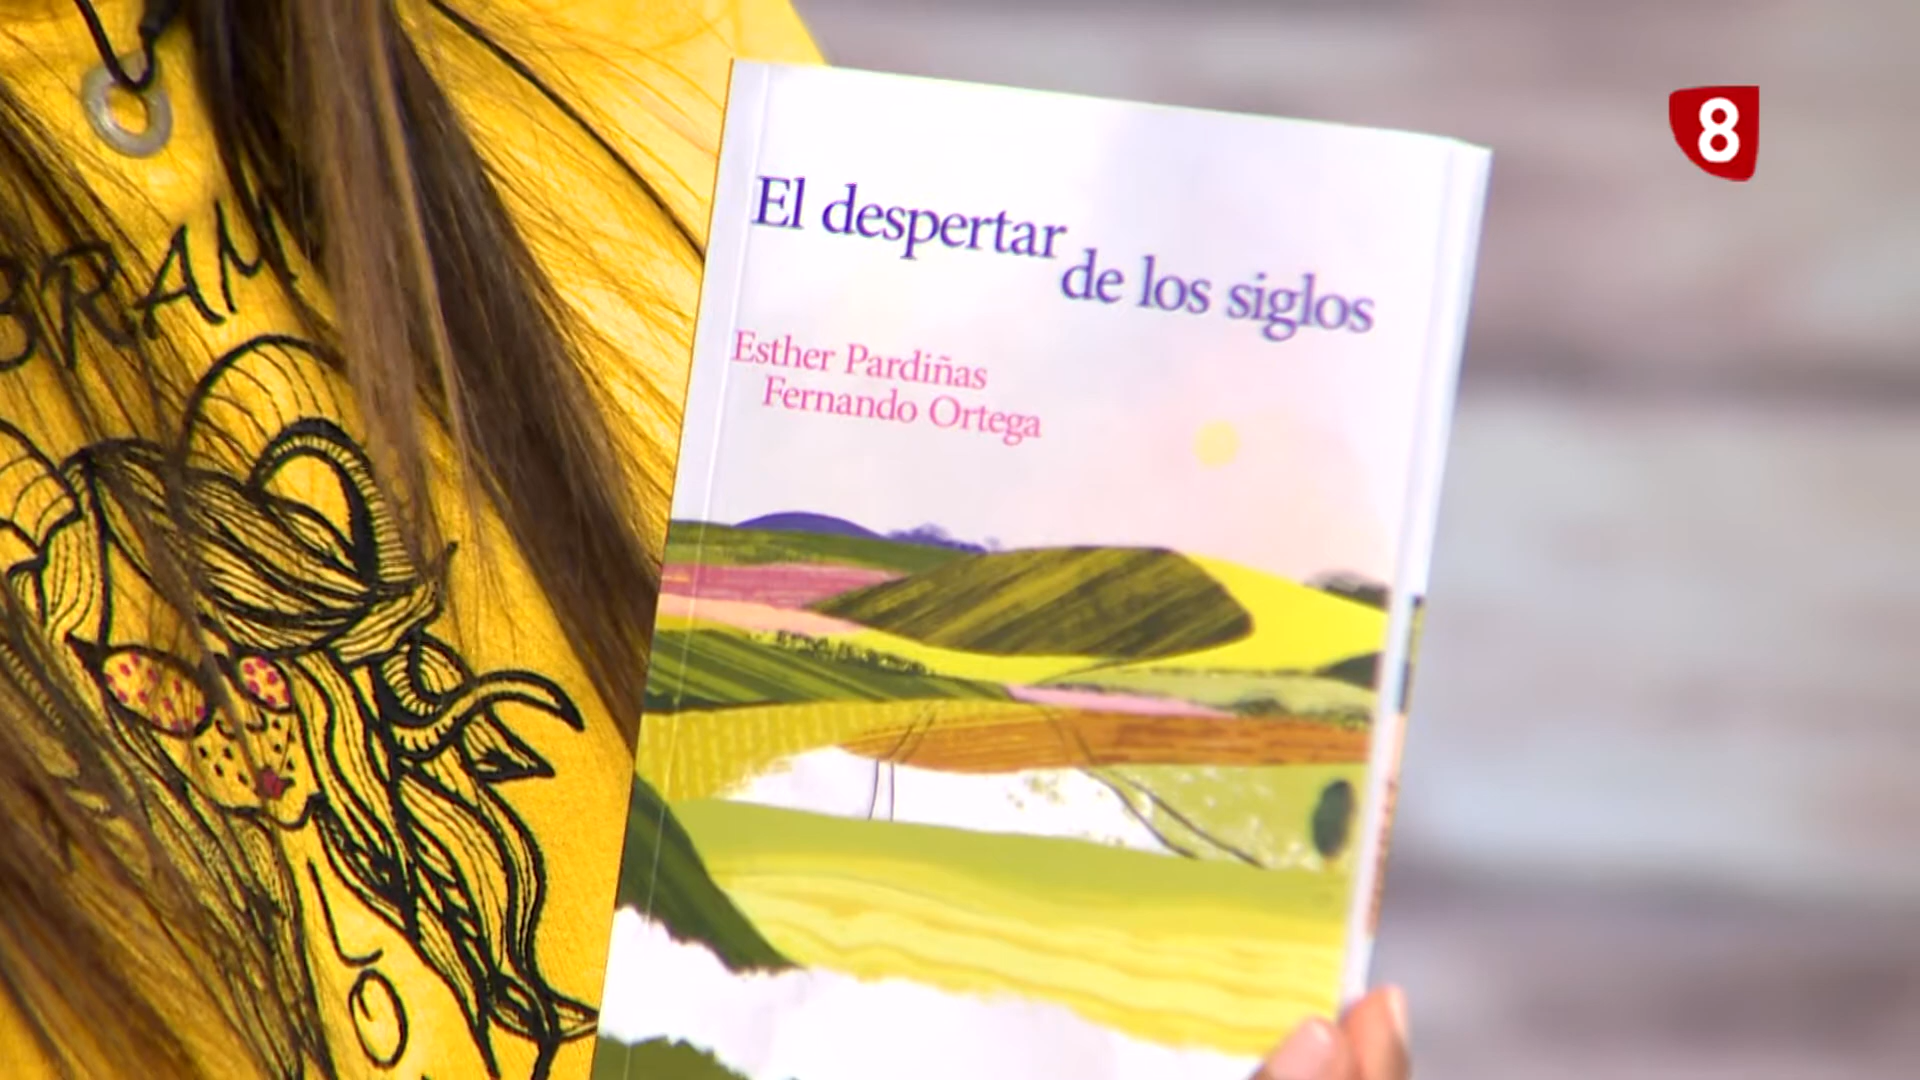 El despertar
de los siglos
Esther Pardiñas
Fernando Ortega
8